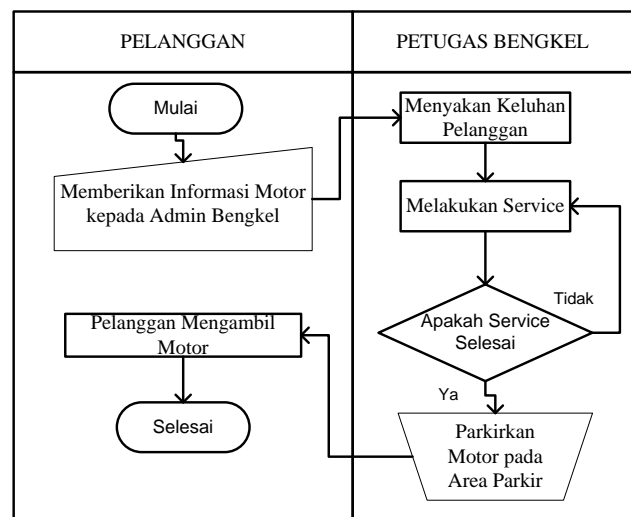 PELANGGAN
PETUGAS BENGKEL
Mulai
Memberikan Informasi Motor
kepada Admin Bengkel
Menyakan Keluhan
Pelanggan
Melakukan Service
Tidak
Apakah Service
Selesai
Ya
Parkirkan
Motor pada
Area Parkir
Pelanggan Mengambil
Motor
Selesai